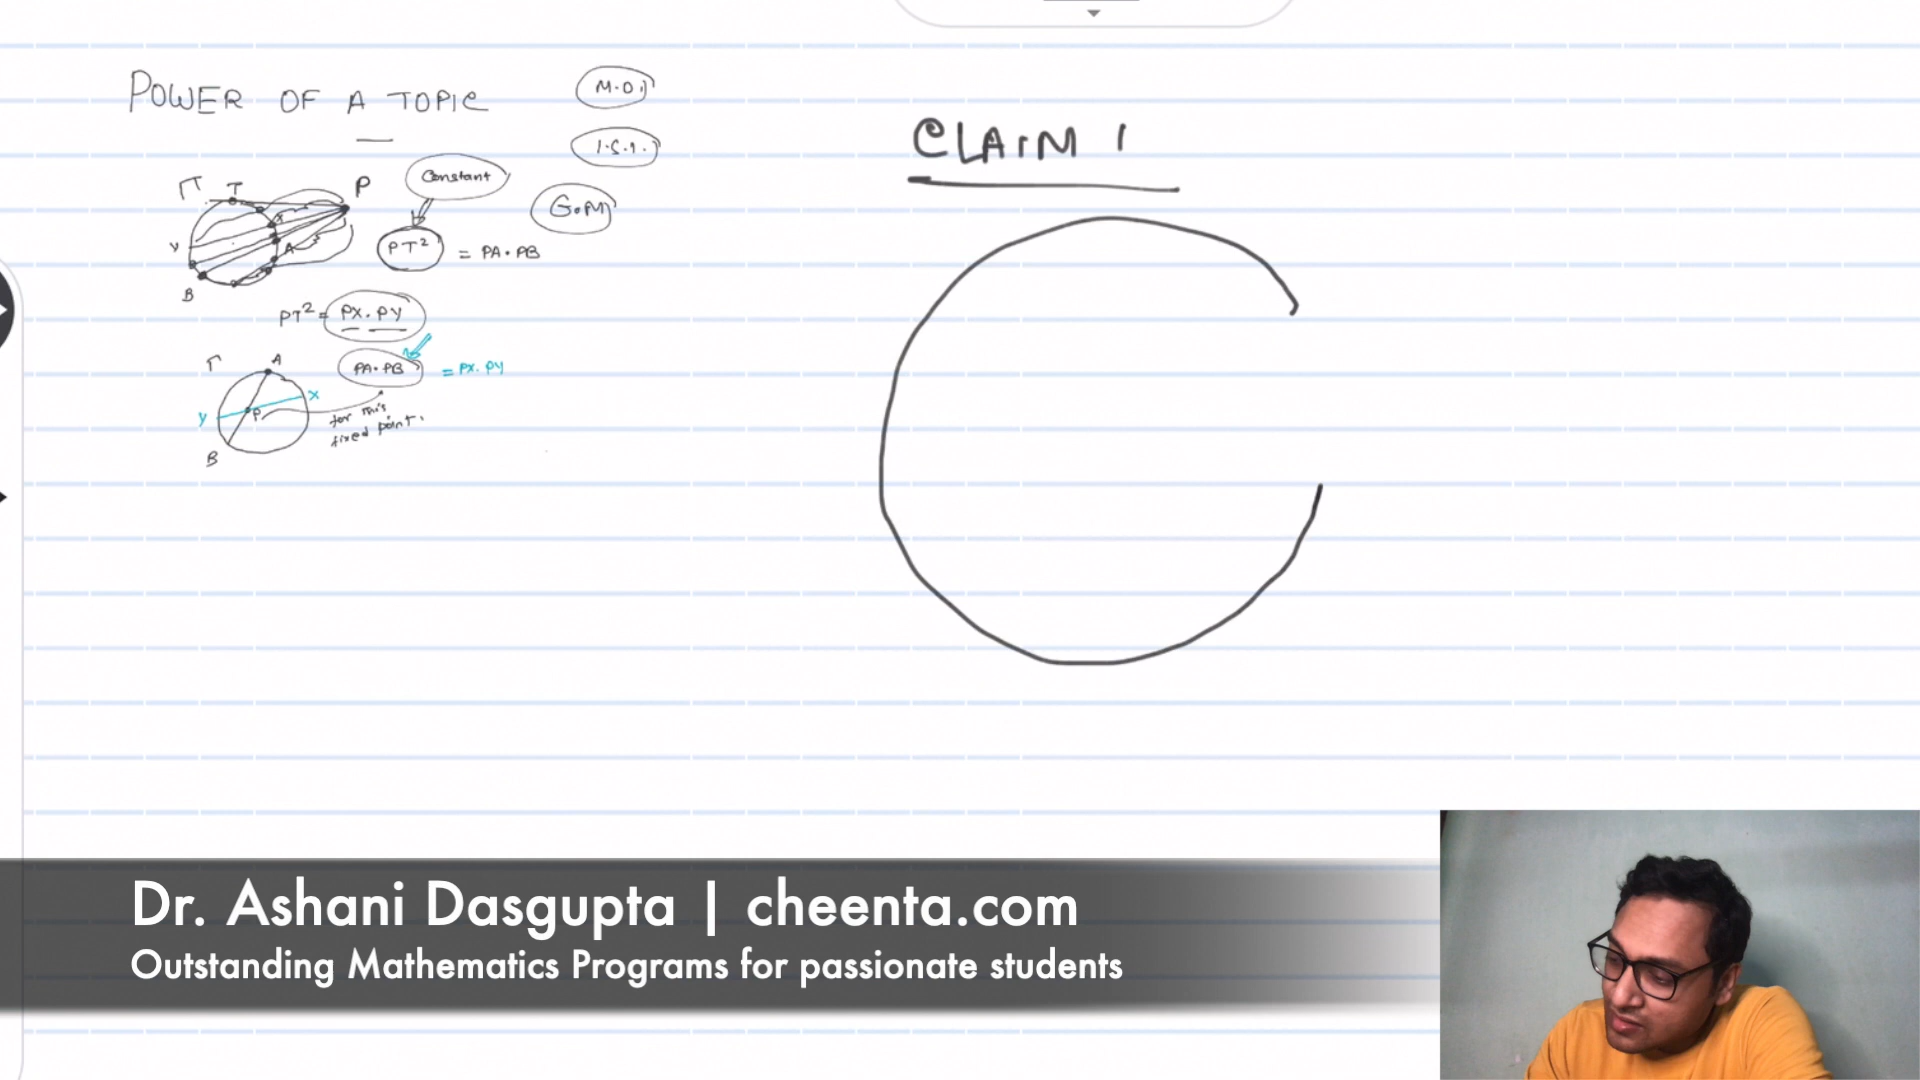 POWER OF A TOPIC
M.O.
I.S.I.
G.M
Γ T P
X
Y
A
B
Constant
PT² = PA·PB
PT² = PX·PY
PA·PB = PX·PY
Γ A
X
Y
P
B
for this
fixed point.
CLAIM 1
Dr. Ashani Dasgupta | cheenta.com
Outstanding Mathematics Programs for passionate students